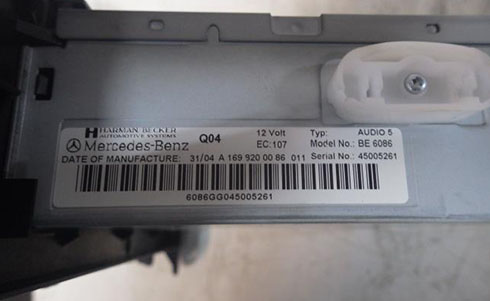 HARMAN BECKER
AUTOMOTIVE SYSTEMS
Mercedes-Benz Q04 12 Volt Typ: AUDIO 5
EC:107 Model No.: BE 6086
DATE OF MANUFACTURE: 31/04 A 169 920 00 86 011 Serial No.: 45005261
6086GG045005261